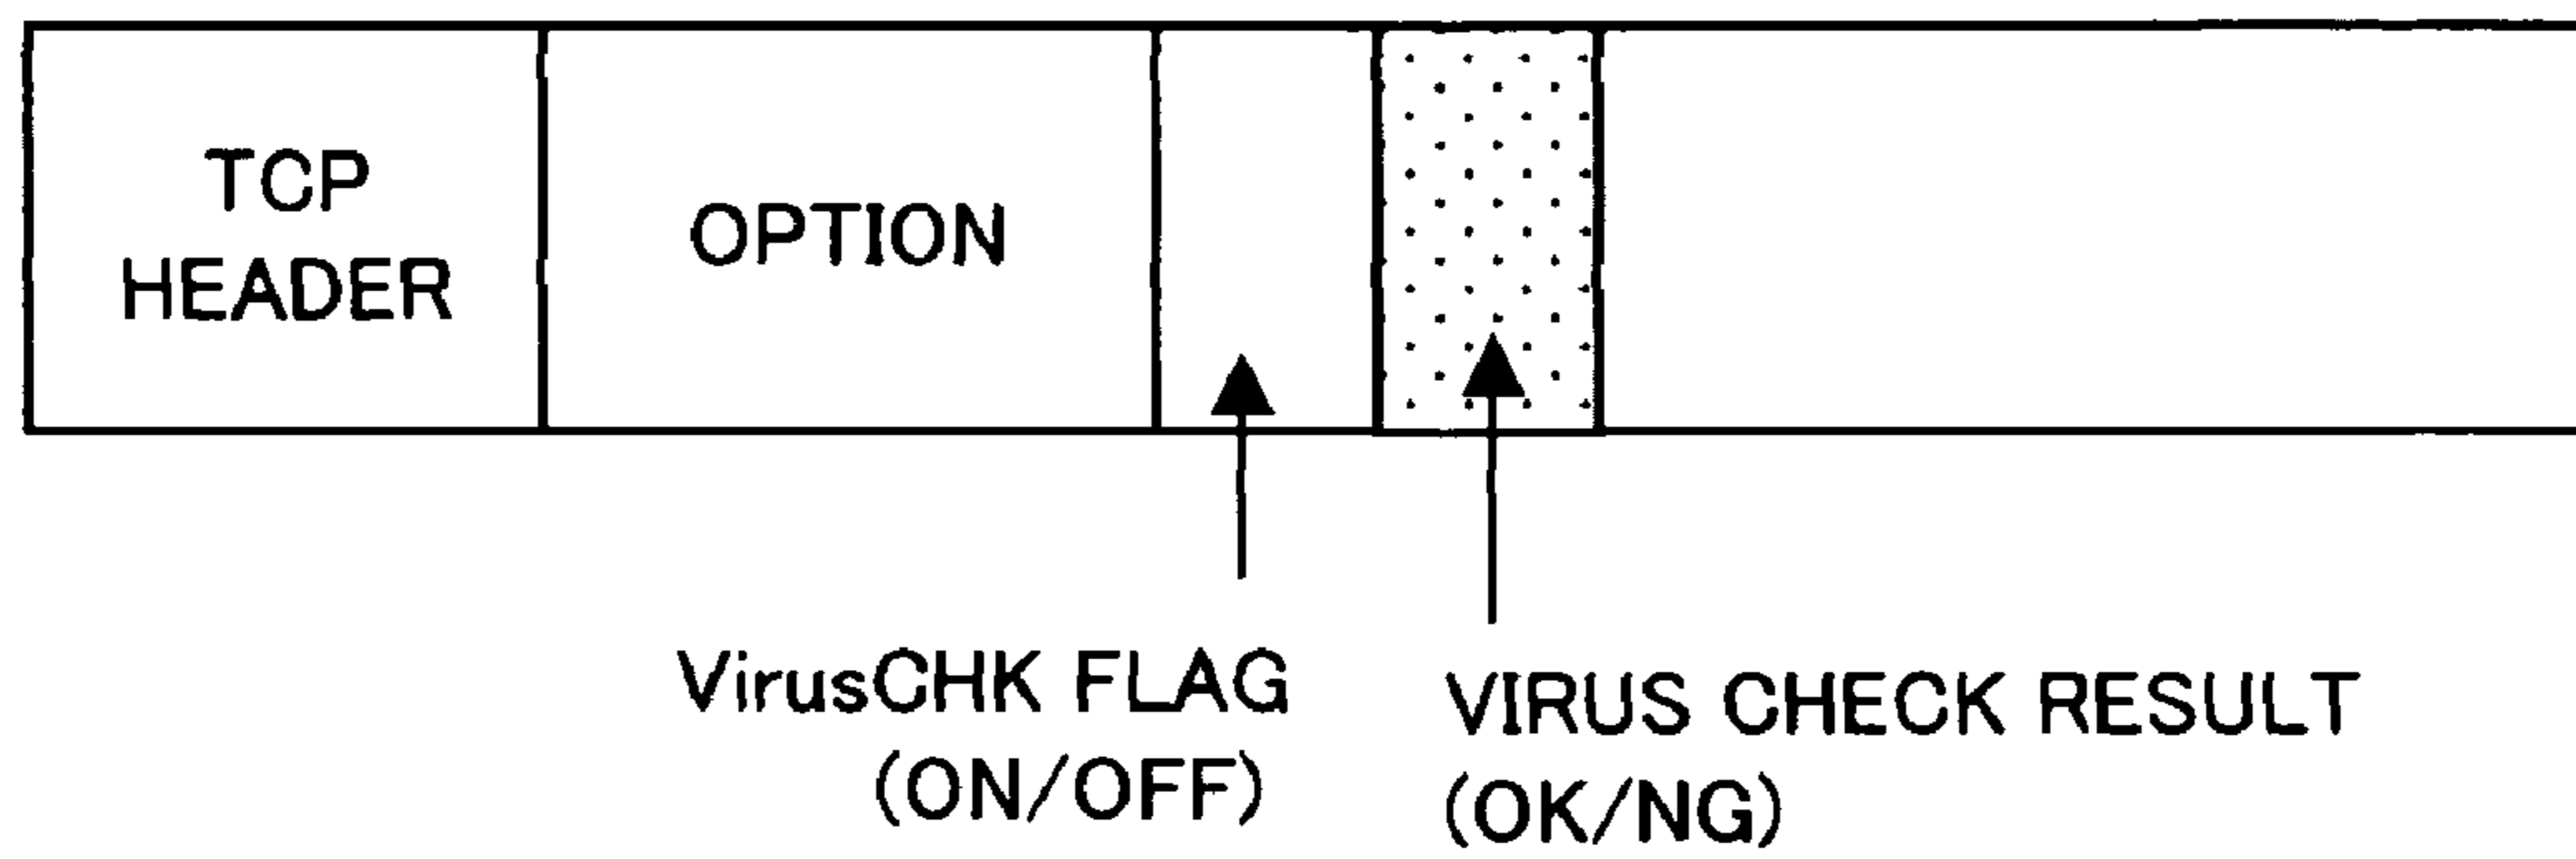 TCP
HEADER
OPTION
VirusCHK FLAG
(ON/OFF)
VIRUS CHECK RESULT
(OK/NG)